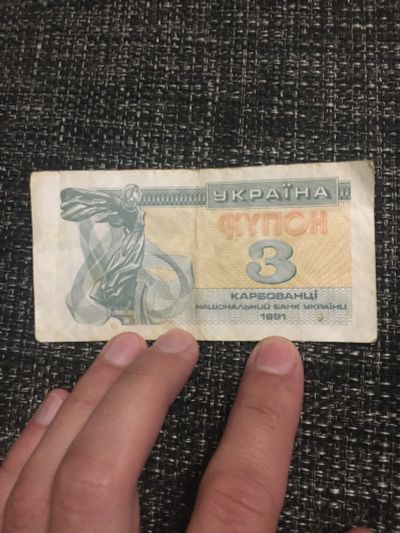 УКРАЇНА
КУПОН
3
КАРБОВАНЦІ
НАЦІОНАЛЬНИЙ БАНК УКРАЇНИ
1991